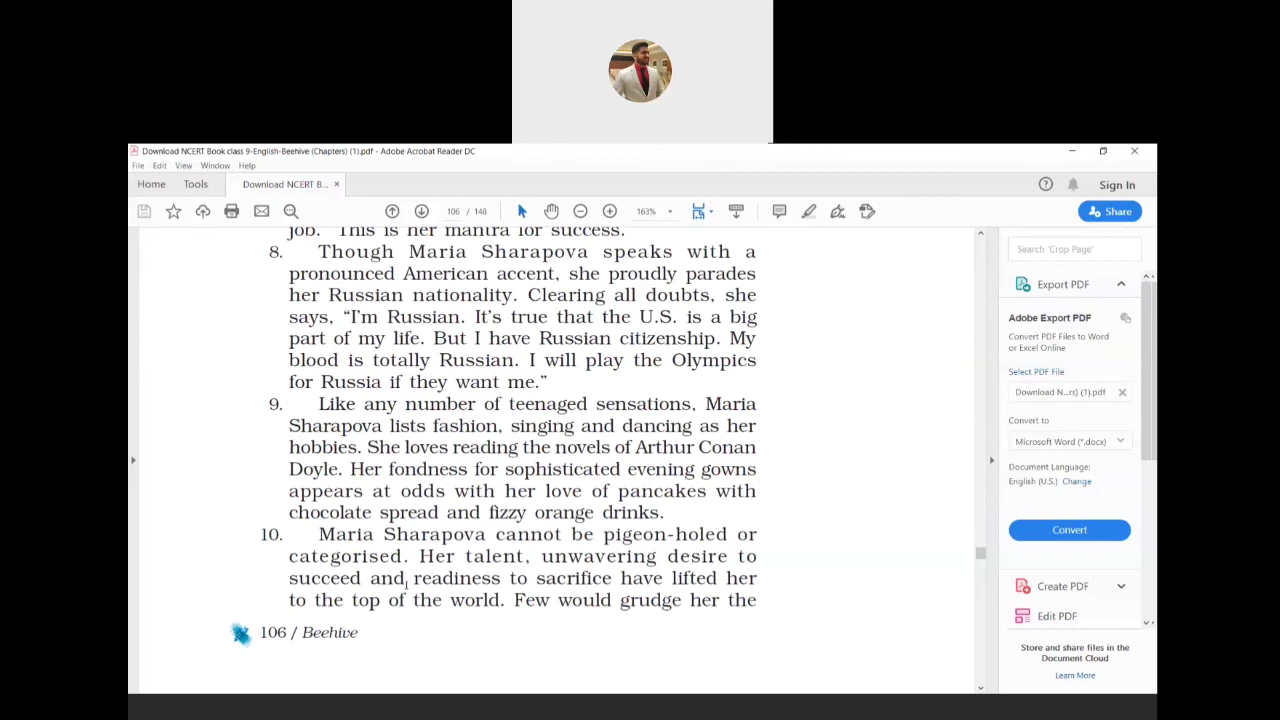 Download NCERT Book class 9-English-Beehive (Chapters) (1).pdf - Adobe Acrobat Reader DC
File Edit View Window Help
Home Tools Download NCERT B... × Sign In
106 / 148 163% Share
job. This is her mantra for success.
8. Though Maria Sharapova speaks with a
pronounced American accent, she proudly parades
her Russian nationality. Clearing all doubts, she
says, “I'm Russian. It's true that the U.S. is a big
part of my life. But I have Russian citizenship. My
blood is totally Russian. I will play the Olympics
for Russia if they want me.”
9. Like any number of teenaged sensations, Maria
Sharapova lists fashion, singing and dancing as her
hobbies. She loves reading the novels of Arthur Conan
Doyle. Her fondness for sophisticated evening gowns
appears at odds with her love of pancakes with
chocolate spread and fizzy orange drinks.
10. Maria Sharapova cannot be pigeon-holed or
categorised. Her talent, unwavering desire to
succeed and readiness to sacrifice have lifted her
to the top of the world. Few would grudge her the
106 / Beehive
Search 'Crop Page'
Export PDF
Adobe Export PDF
Convert PDF Files to Word
or Excel Online
Select PDF File
Download N...rs) (1).pdf
Convert to
Microsoft Word (*.docx)
Document Language:
English (U.S.) Change
Convert
Create PDF
Edit PDF
Store and share files in the
Document Cloud
Learn More